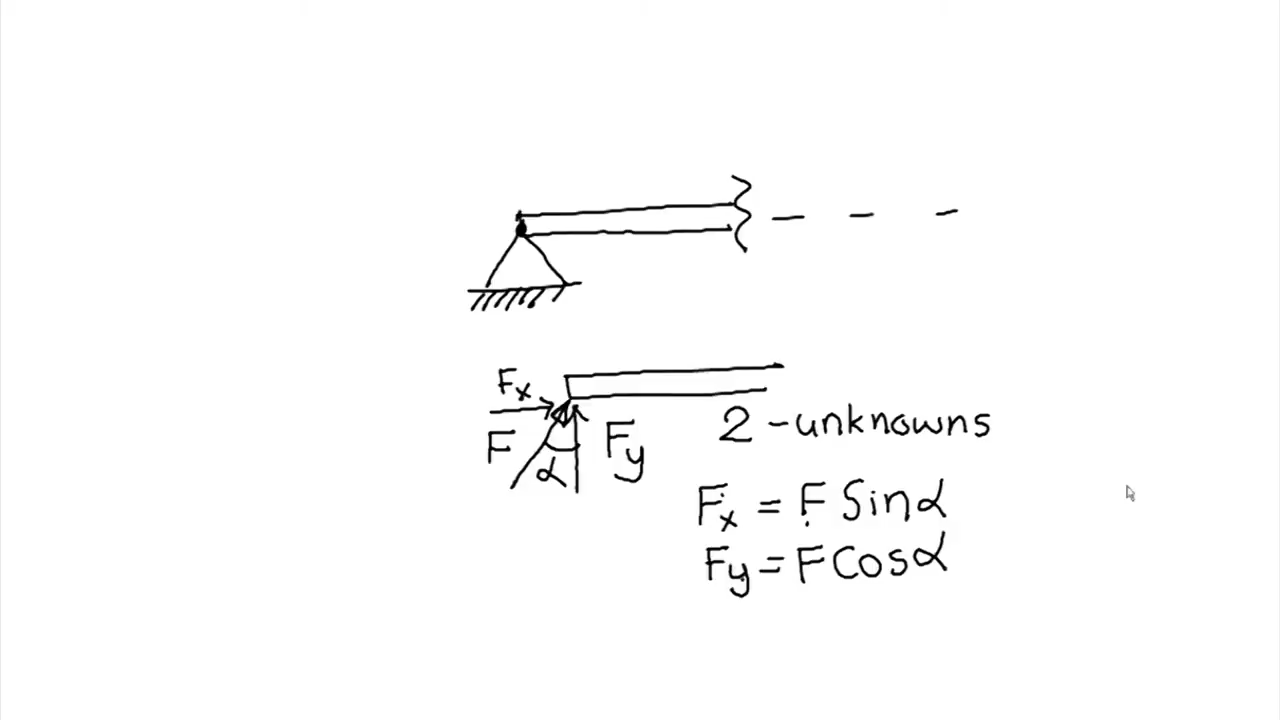 Fx
F
α
Fy
2 - unknowns
Fx = F Sinα
Fy = F Cosα